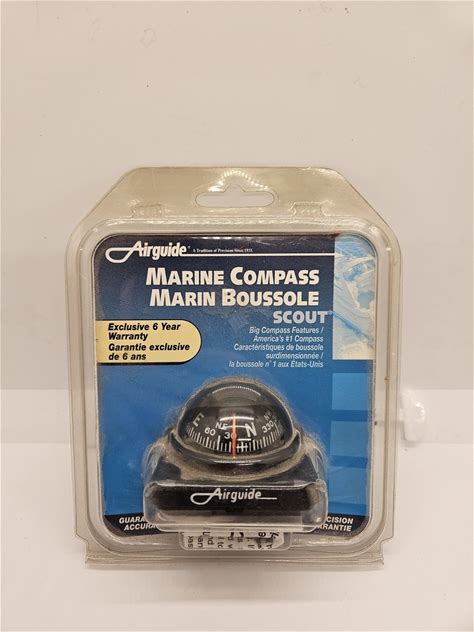 Airguide
A Tradition of Precision Since 1931
MARINE COMPASS
MARIN BOUSSOLE
SCOUT
Exclusive 6 Year
Warranty
Garantie exclusive
de 6 ans
Big Compass Features /
America's #1 Compass
Caractéristiques de boussole
surdimensionnée /
la boussole n° 1 aux États-Unis
E 60 N.E 30 N 330
Airguide